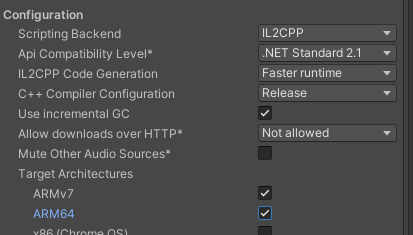 Configuration
Scripting Backend IL2CPP
Api Compatibility Level* .NET Standard 2.1
IL2CPP Code Generation Faster runtime
C++ Compiler Configuration Release
Use incremental GC
Allow downloads over HTTP* Not allowed
Mute Other Audio Sources*
Target Architectures
ARMv7
ARM64
x86 (Chrome OS)